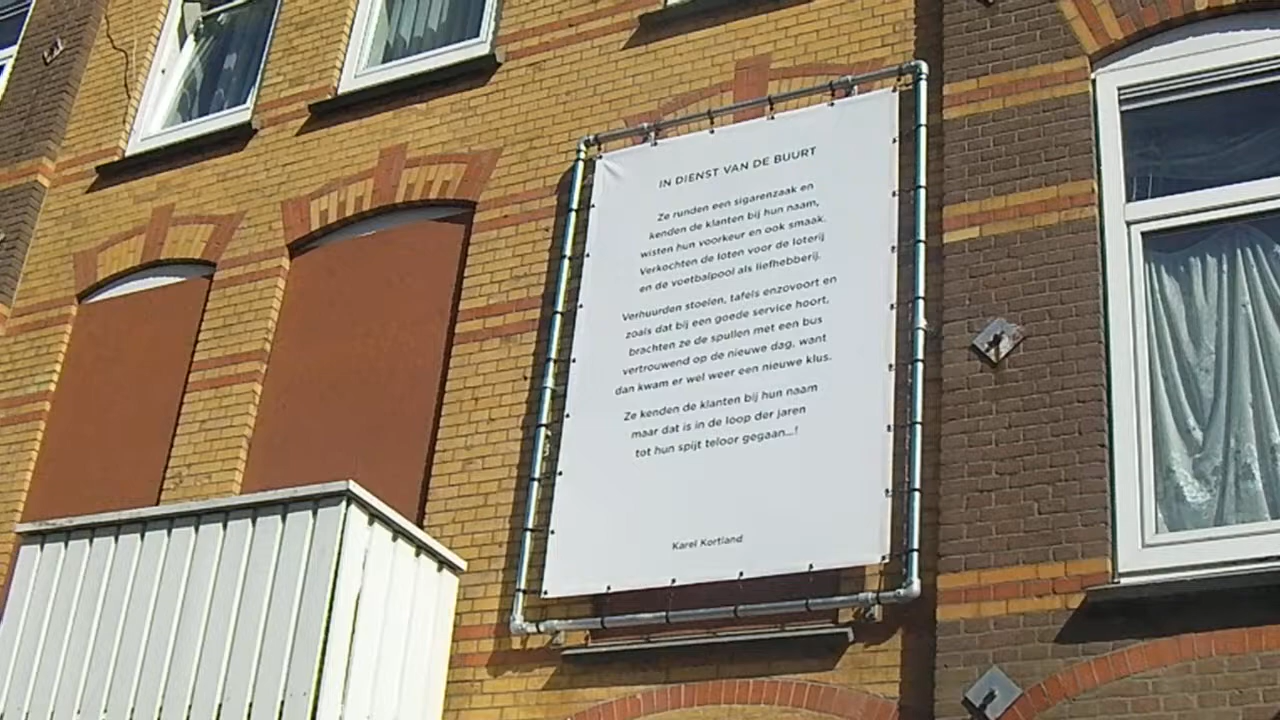 IN DIENST VAN DE BUURT
Ze runden een sigarenzaak en
kenden de klanten bij hun naam,
wisten hun voorkeur en ook smaak.
Verkochten de loten voor de loterij
en de voetbalpool als liefhebberij.
Verhuurden stoelen, tafels enzovoort en
zoals dat bij een goede service hoort,
brachten ze de spullen met een bus
vertrouwend op de nieuwe dag, want
dan kwam er wel weer een nieuwe klus.
Ze kenden de klanten bij hun naam
maar dat is in de loop der jaren
tot hun spijt teloor gegaan...!
Karel Kortland